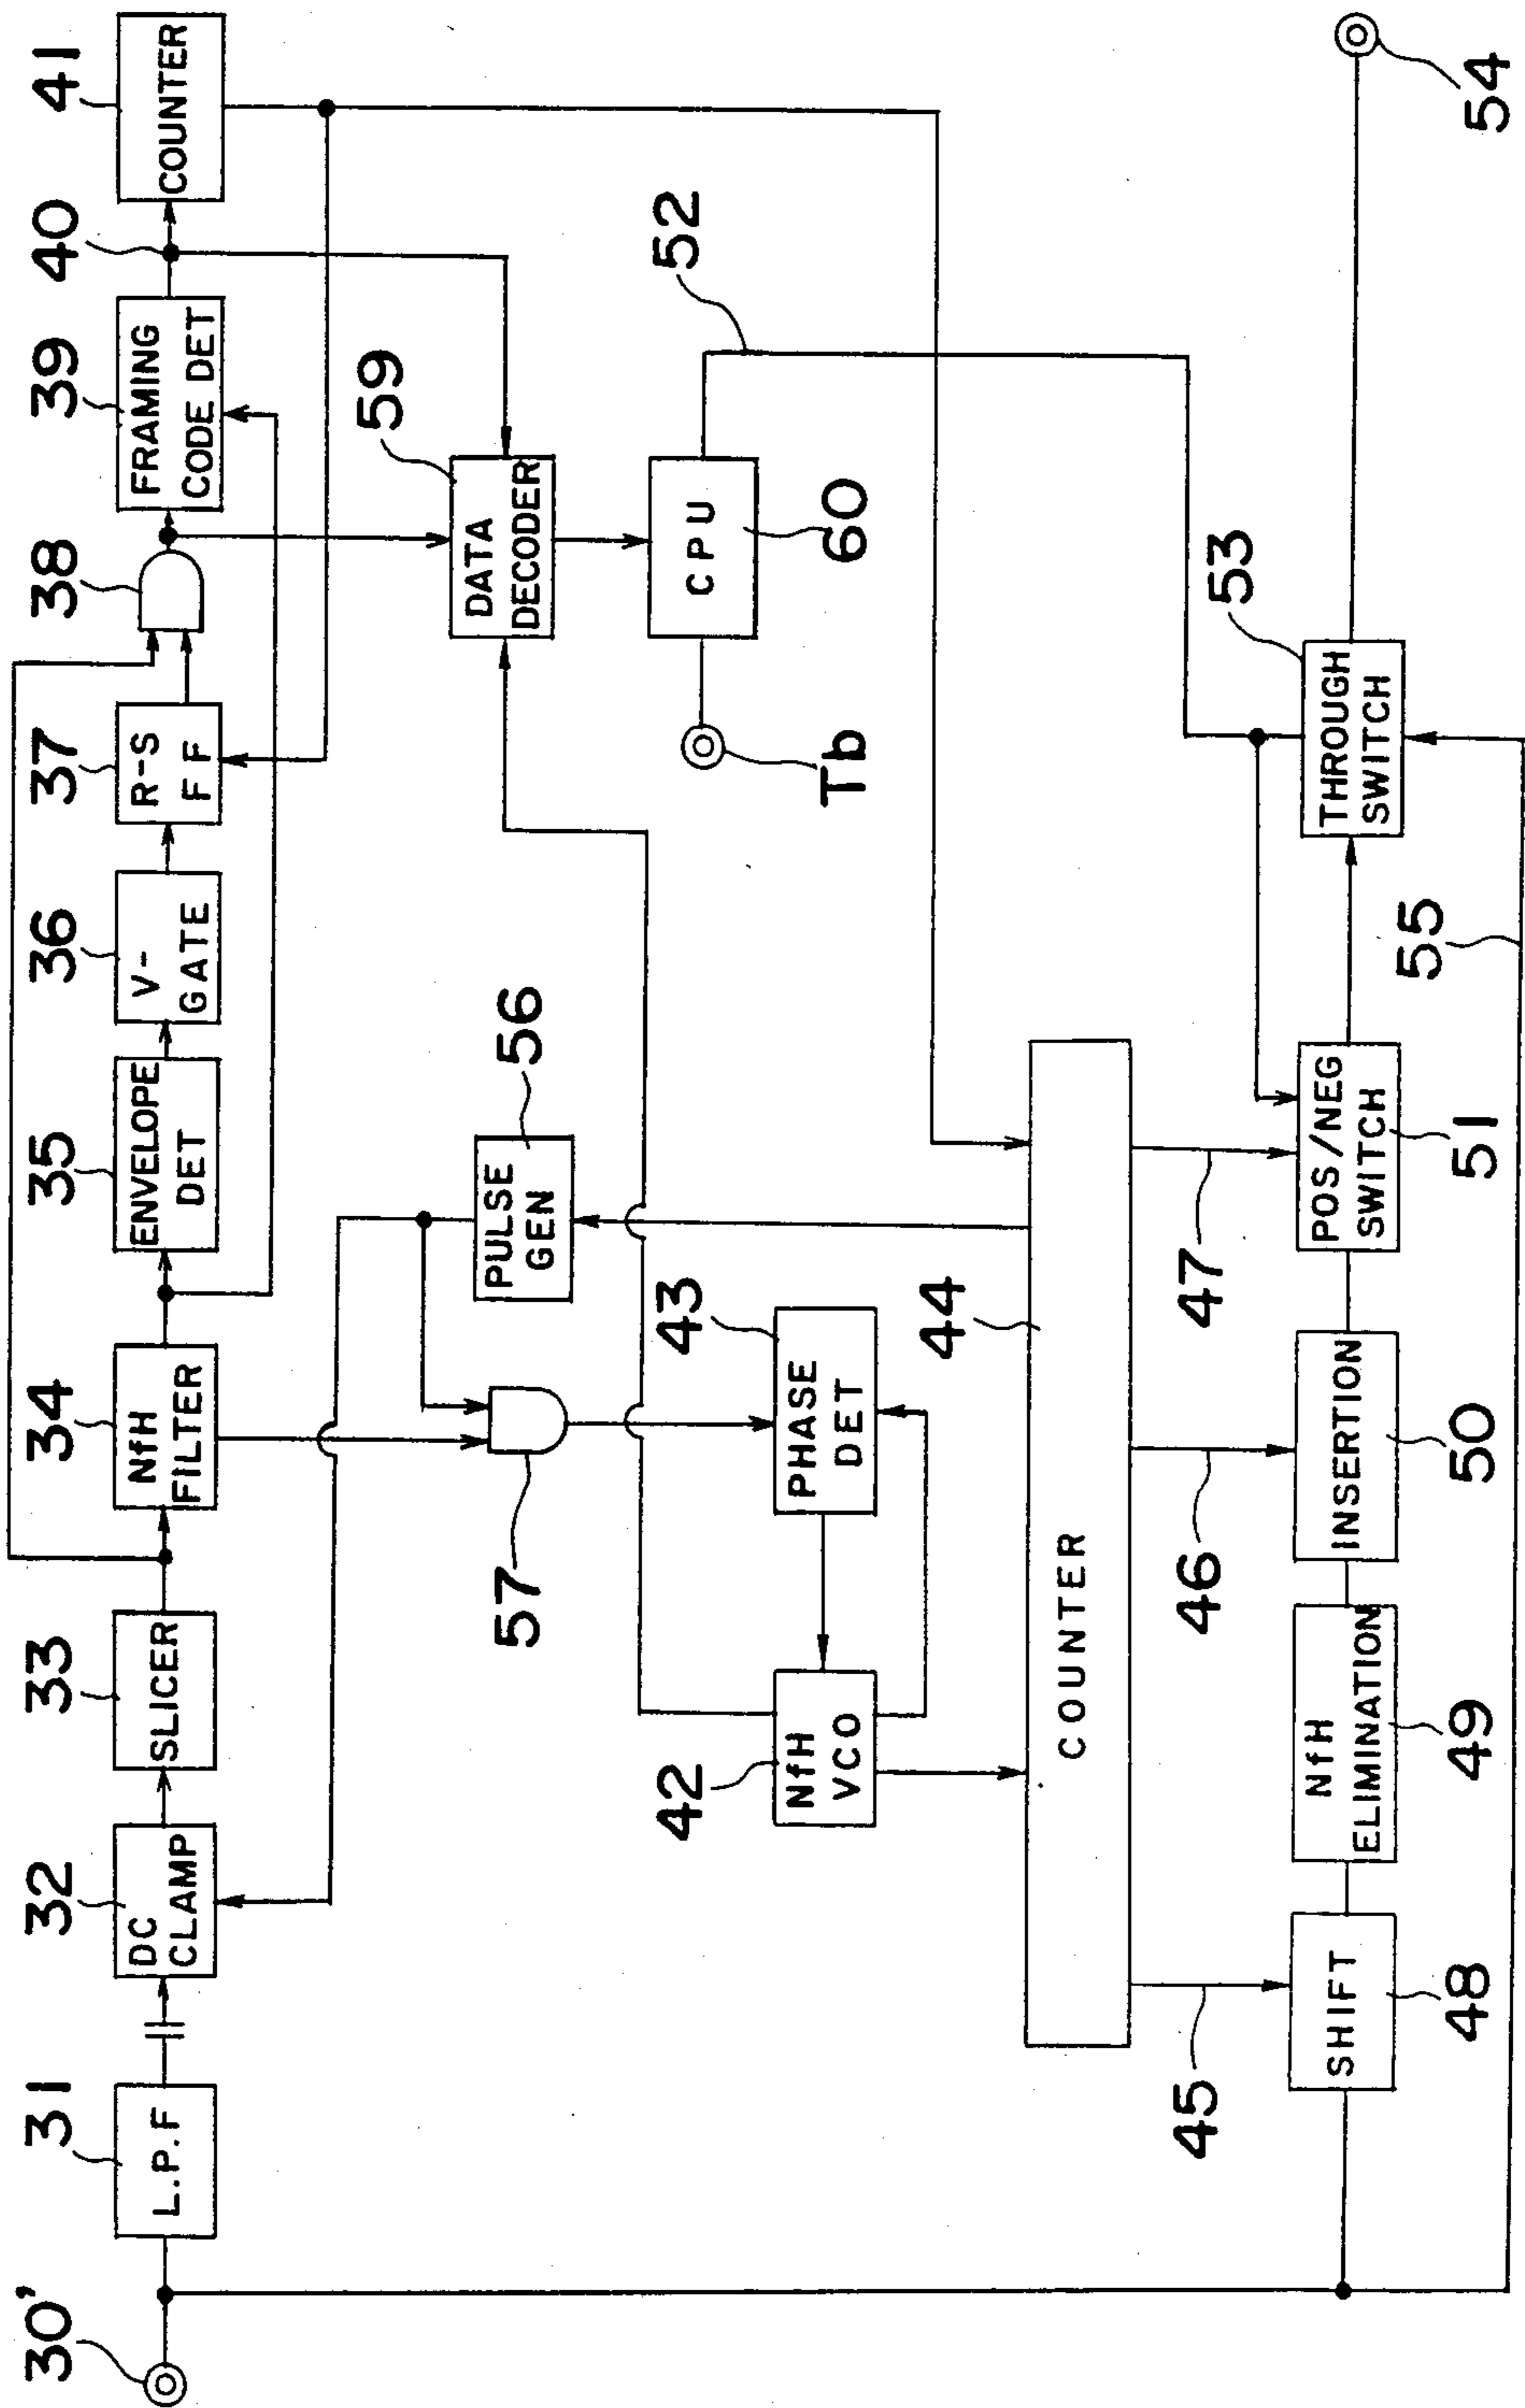 30'
31
L.P.F
32
DC
CLAMP
33
SLICER
34
NfH
FILTER
35
ENVELOPE
DET
36
V-
GATE
37
R-S
FF
38
39
FRAMING
CODE DET
40
41
COUNTER
56
PULSE
GEN
57
59
DATA
DECODER
60
CPU
Tb
52
42
NfH
VCO
43
PHASE
DET
44
COUNTER
45
46
47
48
SHIFT
49
NfH
ELIMINATION
50
INSERTION
51
POS/NEG
SWITCH
53
THROUGH
SWITCH
54
55